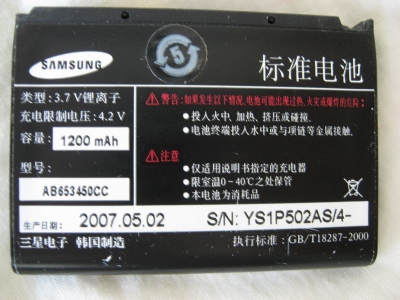 SAMSUNG
5
标准电池
类型: 3.7 V锂离子
充电限制电压: 4.2 V
容量: 1200 mAh
型号:
AB653450CC
警告 ●如果发生以下情况,电池可能出现过热,火灾或爆炸的危险
●投入火中, 加热, 挤压或碰撞.
●电池终端投入水中或与项链等金属接触.
注意
●仅适用说明书指定的充电器
●限室温0-40℃之处保管
●本电池为消耗品
生产日期: 2007.05.02
S/N: YS1P502AS/4-
三星电子 韩国制造
执行标准: GB/T18287-2000